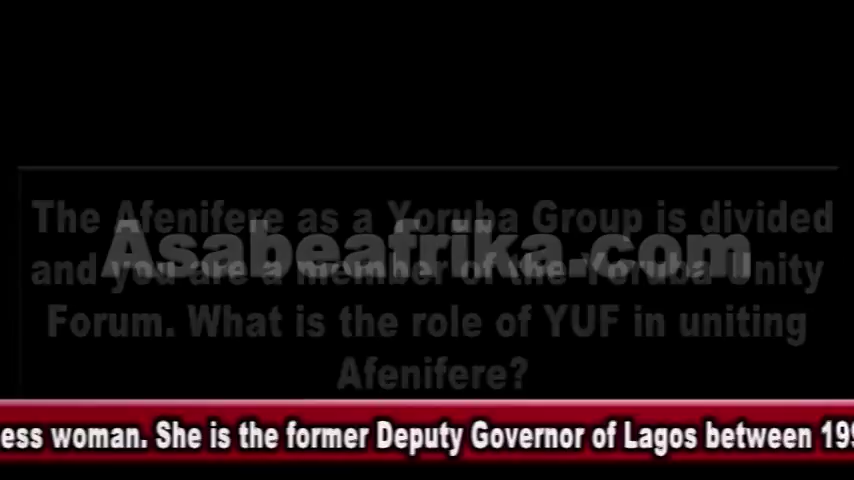 The Afenifere as a Yoruba Group is divided
Asabeafrika.com
and you are a member of the Yoruba Unity
Forum. What is the role of YUF in uniting
Afenifere?
ess woman. She is the former Deputy Governor of Lagos between 199